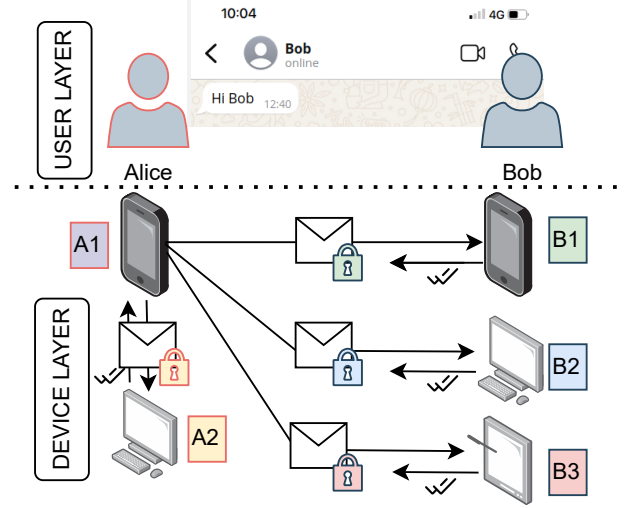 10:04
4G
Bob
online
Hi Bob 12:40
USER LAYER
Alice
Bob
A1
B1
DEVICE LAYER
B2
A2
B3